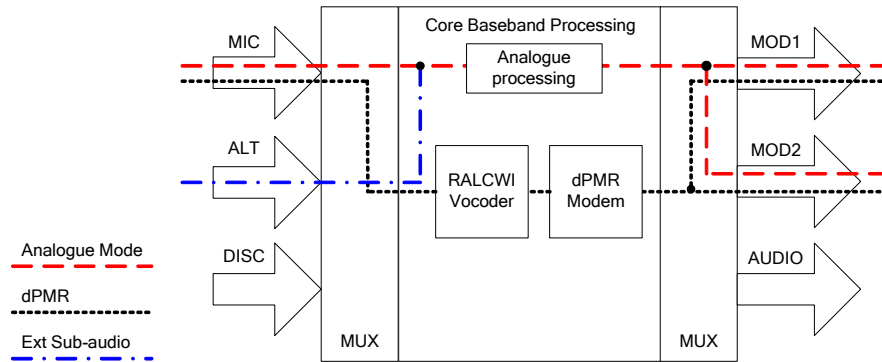 Core Baseband Processing
MIC
MOD1
Analogue
processing
ALT
MOD2
RALCWI
Vocoder
dPMR
Modem
Analogue Mode
DISC
AUDIO
dPMR
Ext Sub-audio
MUX
MUX